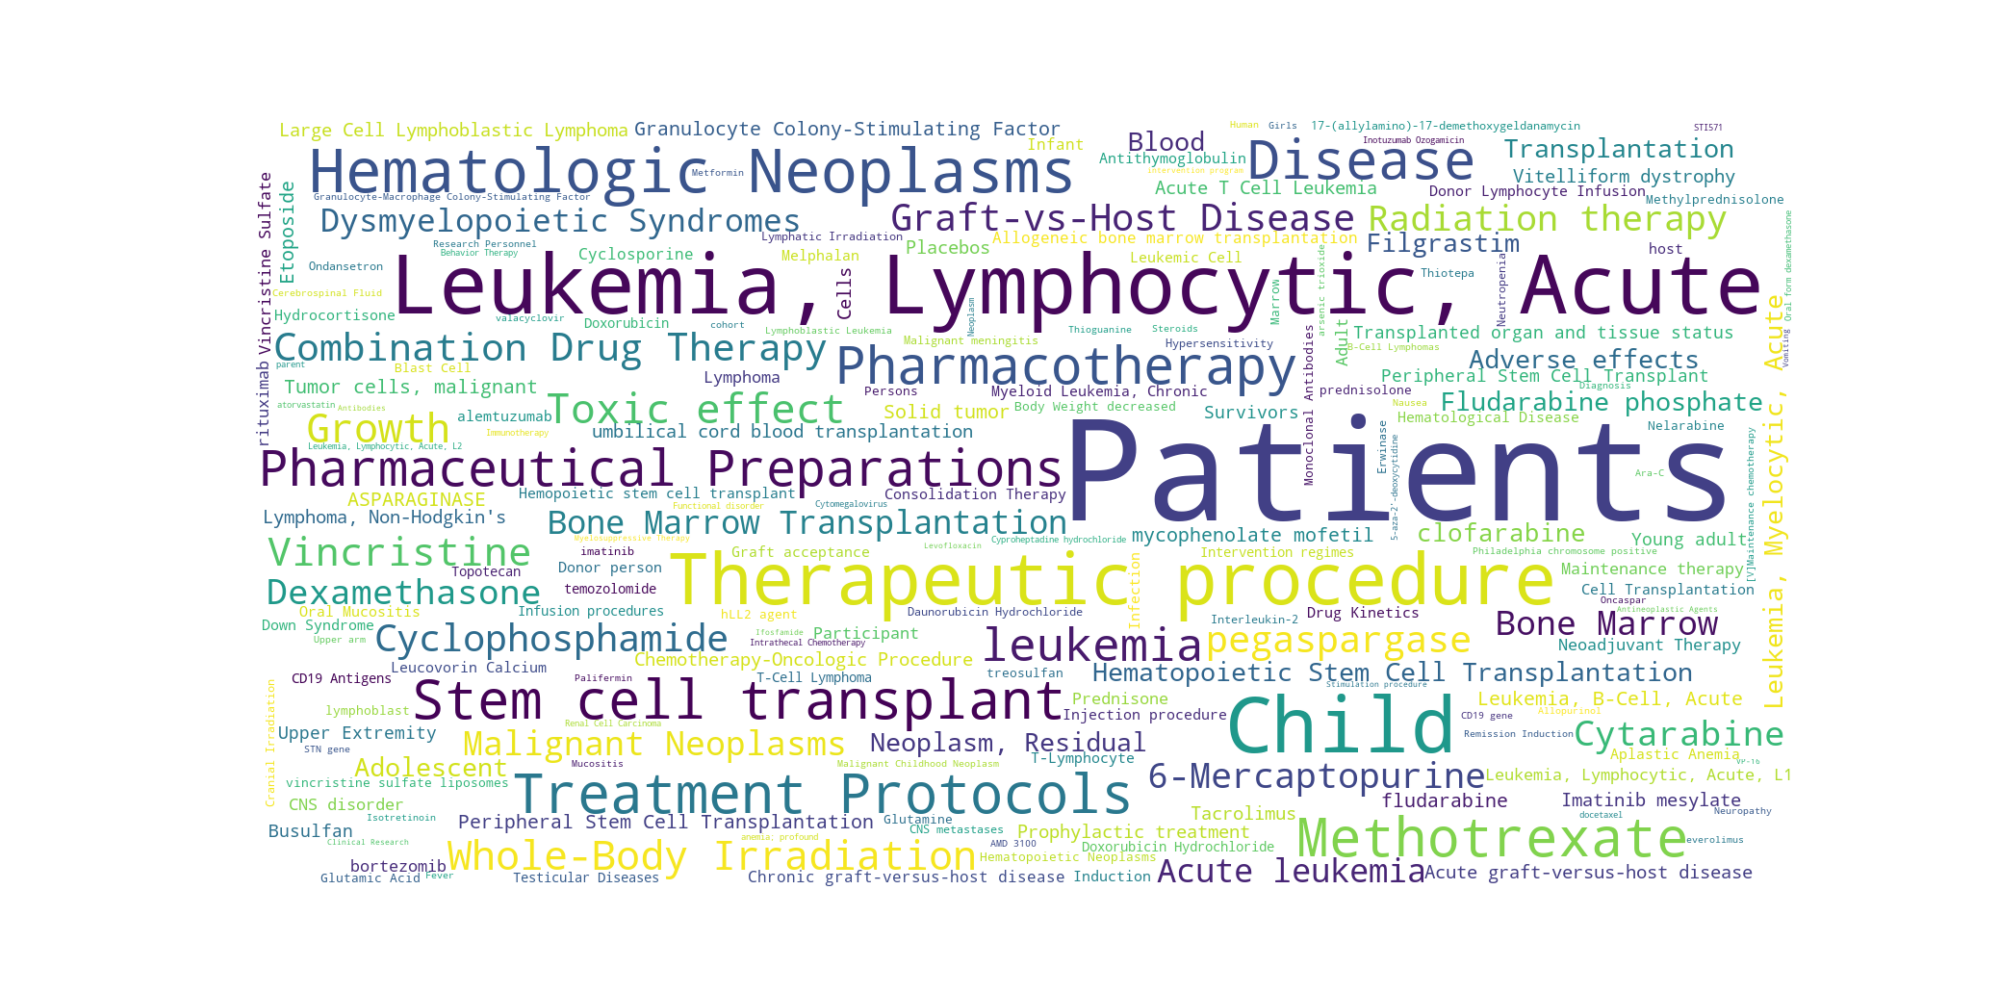 Large Cell Lymphoblastic Lymphoma
Granulocyte Colony-Stimulating Factor
Infant
Blood
Human
Girls
17-(allylamino)-17-demethoxygeldanamycin
STI571
Hematologic Neoplasms
Metformin
Antithymoglobulin
intervention program
Disease
Inotuzumab Ozogamicin
Transplantation
Vitelliform dystrophy
Vincristine Sulfate
Etoposide
Granulocyte-Macrophage Colony-Stimulating Factor
Acute T Cell Leukemia
Donor Lymphocyte Infusion
Methylprednisolone
Dysmyelopoietic Syndromes
Graft-vs-Host Disease
Radiation therapy
Research Personnel
Behavior Therapy
Lymphatic Irradiation
Allogeneic bone marrow transplantation
Filgrastim
host
Oral form dexamethasone
Ondansetron
Cyclosporine
Melphalan
Placebos
Leukemic Cell
arsenic trioxide
Thiotepa
Neutropenia
Leukemia, Lymphocytic, Acute
Cells
Marrow
Cerebrospinal Fluid
Hydrocortisone
valacyclovir
Doxorubicin
cohort
Lymphoblastic Leukemia
Neoplasm
Thioguanine
Steroids
Adult
Transplanted organ and tissue status
Combination Drug Therapy
Malignant meningitis
Hypersensitivity
B-Cell Lymphomas
Adverse effects
Vomiting
parent
Blast Cell
Pharmacotherapy
Monoclonal Antibodies
Peripheral Stem Cell Transplant
Tumor cells, malignant
Lymphoma
Persons
Myeloid Leukemia, Chronic
prednisolone
Diagnosis
rituximab
atorvastatin
Antibodies
alemtuzumab
Toxic effect
Solid tumor
Body Weight decreased
Survivors
Nausea
Fludarabine phosphate
Hematological Disease
Growth
Immunotherapy
umbilical cord blood transplantation
Patients
Erwinase
Nelarabine
Leukemia, Myelocytic, Acute
Leukemia, Lymphocytic, Acute, L2
Pharmaceutical Preparations
Ara-C
ASPARAGINASE
Hemopoietic stem cell transplant
Consolidation Therapy
5-aza-2'-deoxycytidine
[V]Maintenance chemotherapy
Functional disorder
Cytomegalovirus
Lymphoma, Non-Hodgkin's
Bone Marrow Transplantation
mycophenolate mofetil
clofarabine
Young adult
Myelosuppressive Therapy
Levofloxacin
Cyproheptadine hydrochloride
Vincristine
imatinib
Graft acceptance
Intervention regimes
Philadelphia chromosome positive
Topotecan
Donor person
Therapeutic procedure
Infection
Maintenance therapy
Dexamethasone
temozolomide
Cell Transplantation
Oncaspar
Oral Mucositis
Infusion procedures
hLL2 agent
Daunorubicin Hydrochloride
Interleukin-2
Drug Kinetics
Antineoplastic Agents
Down Syndrome
Upper arm
Cyclophosphamide
Ifosfamide
Participant
Intrathecal Chemotherapy
leukemia
pegaspargase
Bone Marrow
Neoadjuvant Therapy
Leucovorin Calcium
Chemotherapy-Oncologic Procedure
treosulfan
Hematopoietic Stem Cell Transplantation
CD19 Antigens
Palifermin
T-Cell Lymphoma
Stimulation procedure
Cranial Irradiation
lymphoblast
Stem cell transplant
Prednisone
Injection procedure
Child
Leukemia, B-Cell, Acute
CD19 gene
Allopurinol
Upper Extremity
Renal Cell Carcinoma
Remission Induction
Cytarabine
STN gene
Malignant Neoplasms
Neoplasm, Residual
T-Lymphocyte
Aplastic Anemia
VP-16
Adolescent
Mucositis
Malignant Childhood Neoplasm
6-Mercaptopurine
Leukemia, Lymphocytic, Acute, L1
vincristine sulfate liposomes
Treatment Protocols
CNS disorder
fludarabine
Imatinib mesylate
Isotretinoin
Peripheral Stem Cell Transplantation
Glutamine
Tacrolimus
docetaxel
Neuropathy
Busulfan
CNS metastases
Prophylactic treatment
Methotrexate
Clinical Research
anemia; profound
AMD 3100
Doxorubicin Hydrochloride
everolimus
bortezomib
Whole-Body Irradiation
Hematopoietic Neoplasms
Glutamic Acid
Fever
Testicular Diseases
Chronic graft-versus-host disease
Induction
Acute leukemia
Acute graft-versus-host disease